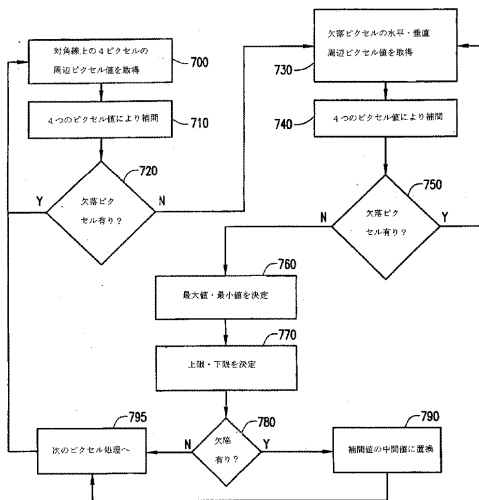 対角線上の4ピクセルの
周辺ピクセル値を取得
700
4つのピクセル値により補間
710
720
欠落ピク
セル有り?
Y
N
欠落ピクセルの水平・垂直
周辺ピクセル値を取得
730
4つのピクセル値により補間
740
750
欠落ピク
セル有り?
N
Y
760
最大値・最小値を決定
770
上限・下限を決定
780
欠陥
有り?
N
Y
790
補間値の中間値に置換
795
次のピクセル処理へ